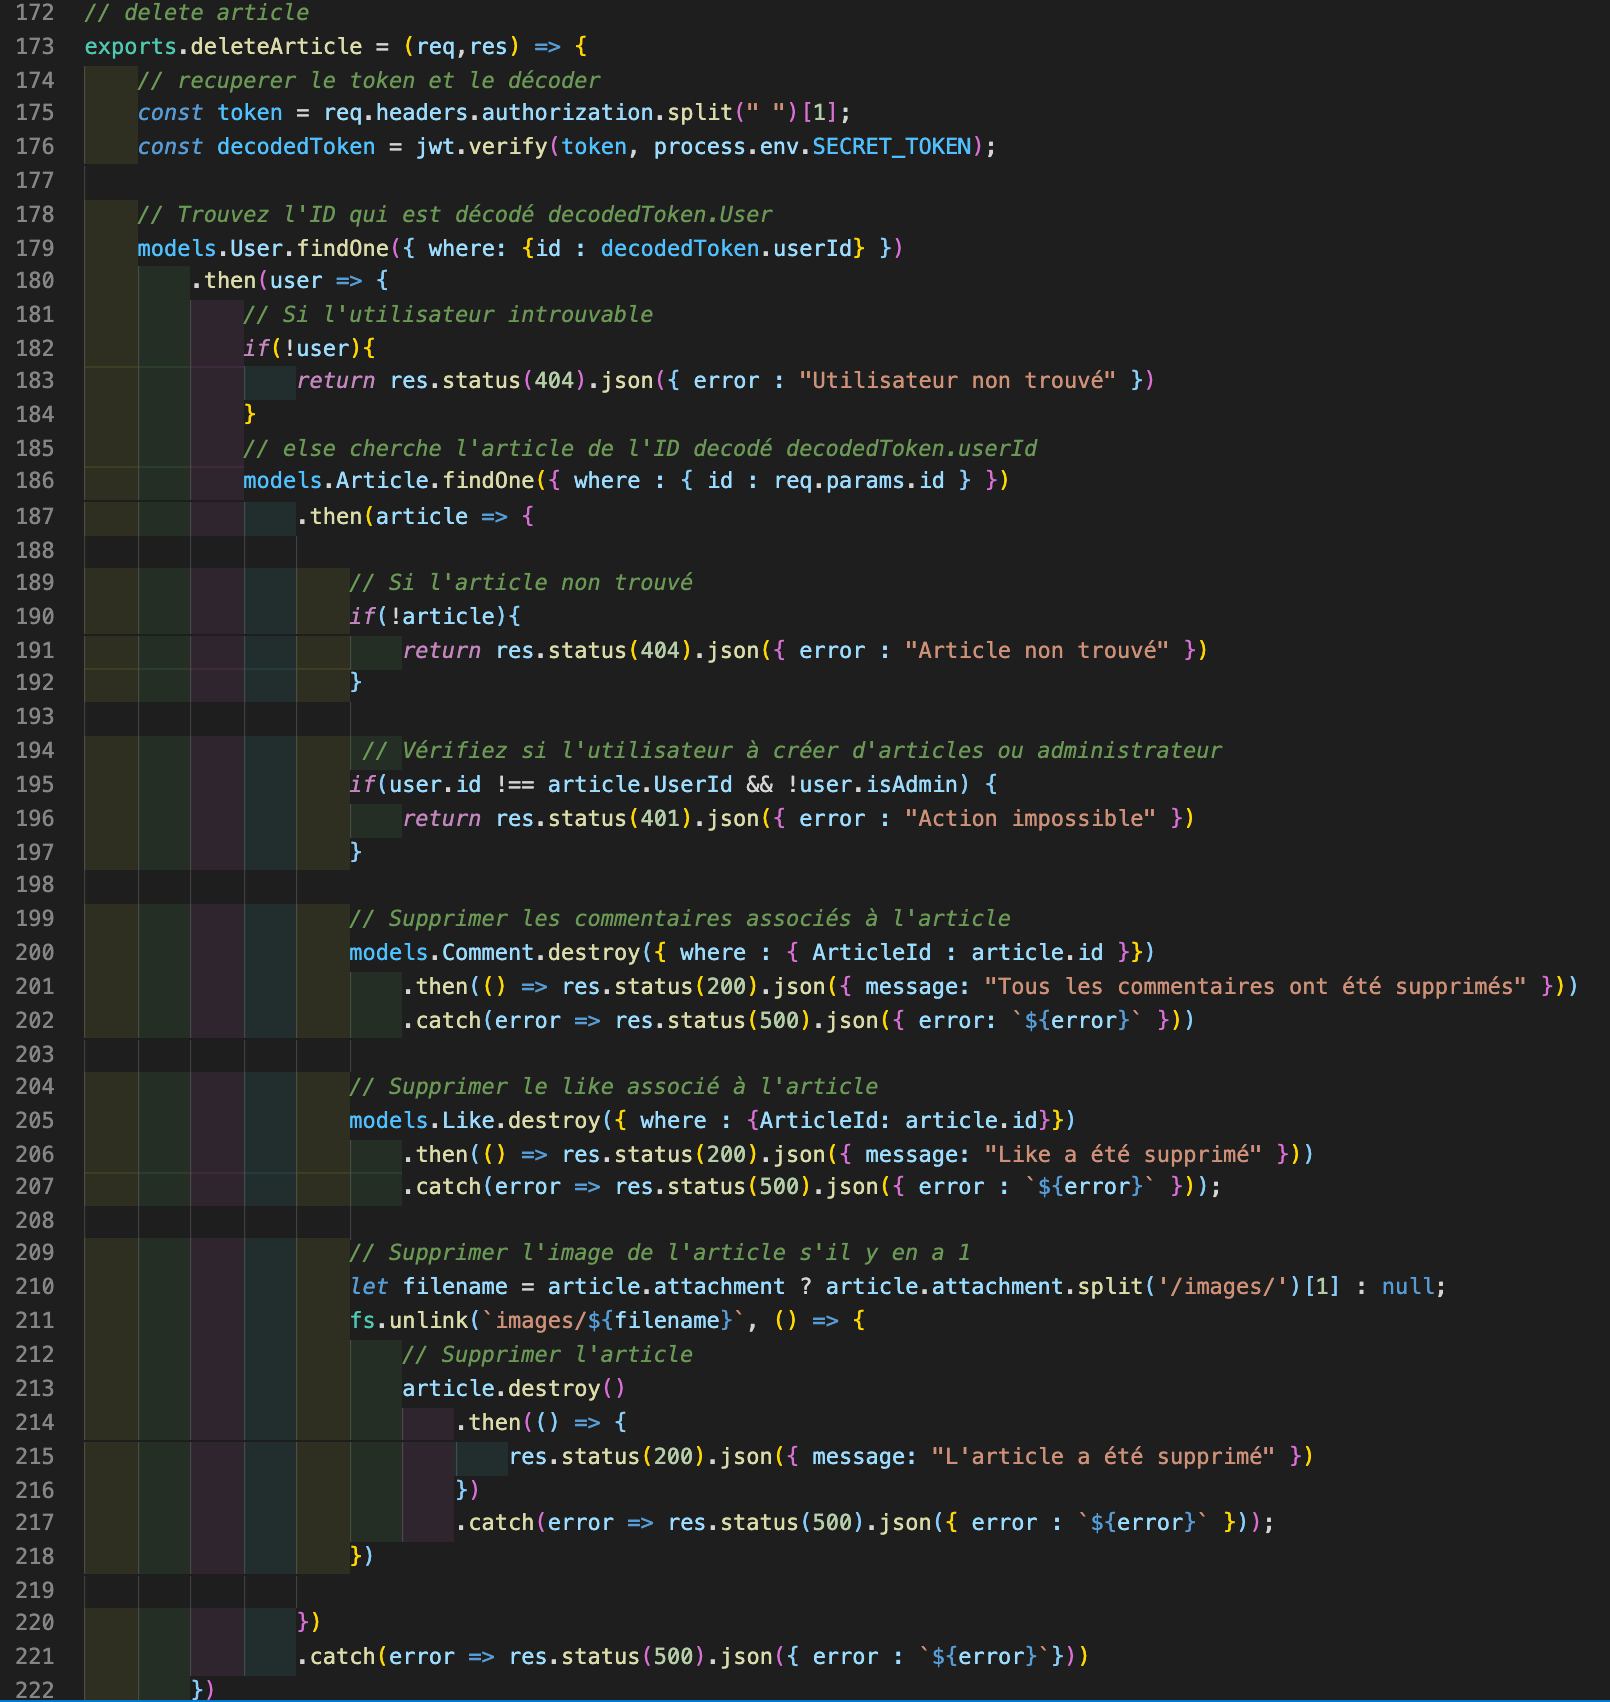 172 // delete article
173 exports.deleteArticle = (req,res) => {
174 // recuperer le token et le décoder
175 const token = req.headers.authorization.split(" ")[1];
176 const decodedToken = jwt.verify(token, process.env.SECRET_TOKEN);
177
178 // Trouvez l'ID qui est décodé decodedToken.User
179 models.User.findOne({ where: {id : decodedToken.userId} })
180 .then(user => {
181 // Si l'utilisateur introuvable
182 if(!user){
183 return res.status(404).json({ error : "Utilisateur non trouvé" })
184 }
185 // else cherche l'article de l'ID decodé decodedToken.userId
186 models.Article.findOne({ where : { id : req.params.id } })
187 .then(article => {
188
189 // Si l'article non trouvé
190 if(!article){
191 return res.status(404).json({ error : "Article non trouvé" })
192 }
193
194 // Vérifiez si l'utilisateur à créer d'articles ou administrateur
195 if(user.id !== article.UserId && !user.isAdmin) {
196 return res.status(401).json({ error : "Action impossible" })
197 }
198
199 // Supprimer les commentaires associés à l'article
200 models.Comment.destroy({ where : { ArticleId : article.id }})
201 .then(() => res.status(200).json({ message: "Tous les commentaires ont été supprimés" }))
202 .catch(error => res.status(500).json({ error: `${error}` }))
203
204 // Supprimer le like associé à l'article
205 models.Like.destroy({ where : {ArticleId: article.id}})
206 .then(() => res.status(200).json({ message: "Like a été supprimé" }))
207 .catch(error => res.status(500).json({ error : `${error}` }));
208
209 // Supprimer l'image de l'article s'il y en a 1
210 let filename = article.attachment ? article.attachment.split('/images/')[1] : null;
211 fs.unlink(`images/${filename}`, () => {
212 // Supprimer l'article
213 article.destroy()
214 .then(() => {
215 res.status(200).json({ message: "L'article a été supprimé" })
216 })
217 .catch(error => res.status(500).json({ error : `${error}` }));
218 })
219
220 })
221 .catch(error => res.status(500).json({ error : `${error}`}))
222 })